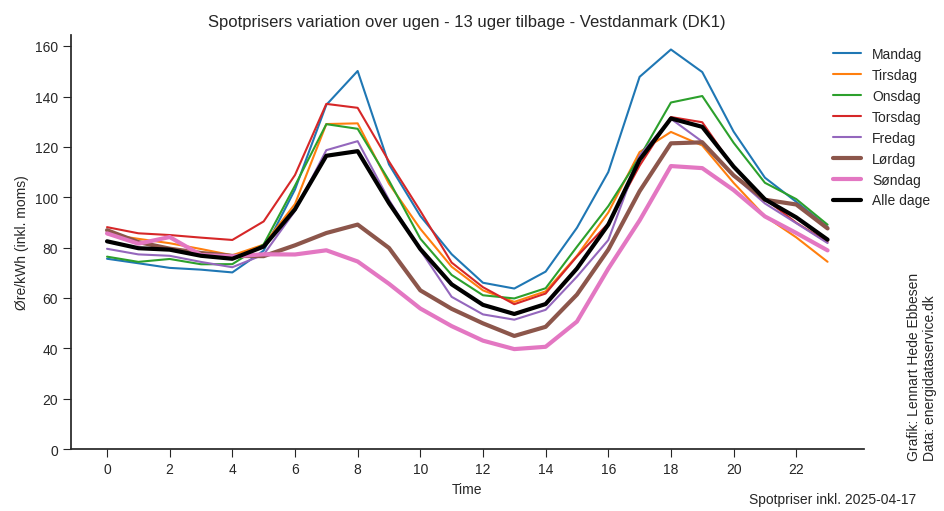 Spotprisers variation over ugen - 13 uger tilbage - Vestdanmark (DK1)
Øre/kWh (inkl. moms)
160
140
120
100
80
60
40
20
0
0 2 4 6 8 10 12 14 16 18 20 22
Time
Mandag
Tirsdag
Onsdag
Torsdag
Fredag
Lørdag
Søndag
Alle dage
Grafik: Lennart Hede Ebbesen
Data: energidataservice.dk
Spotpriser inkl. 2025-04-17